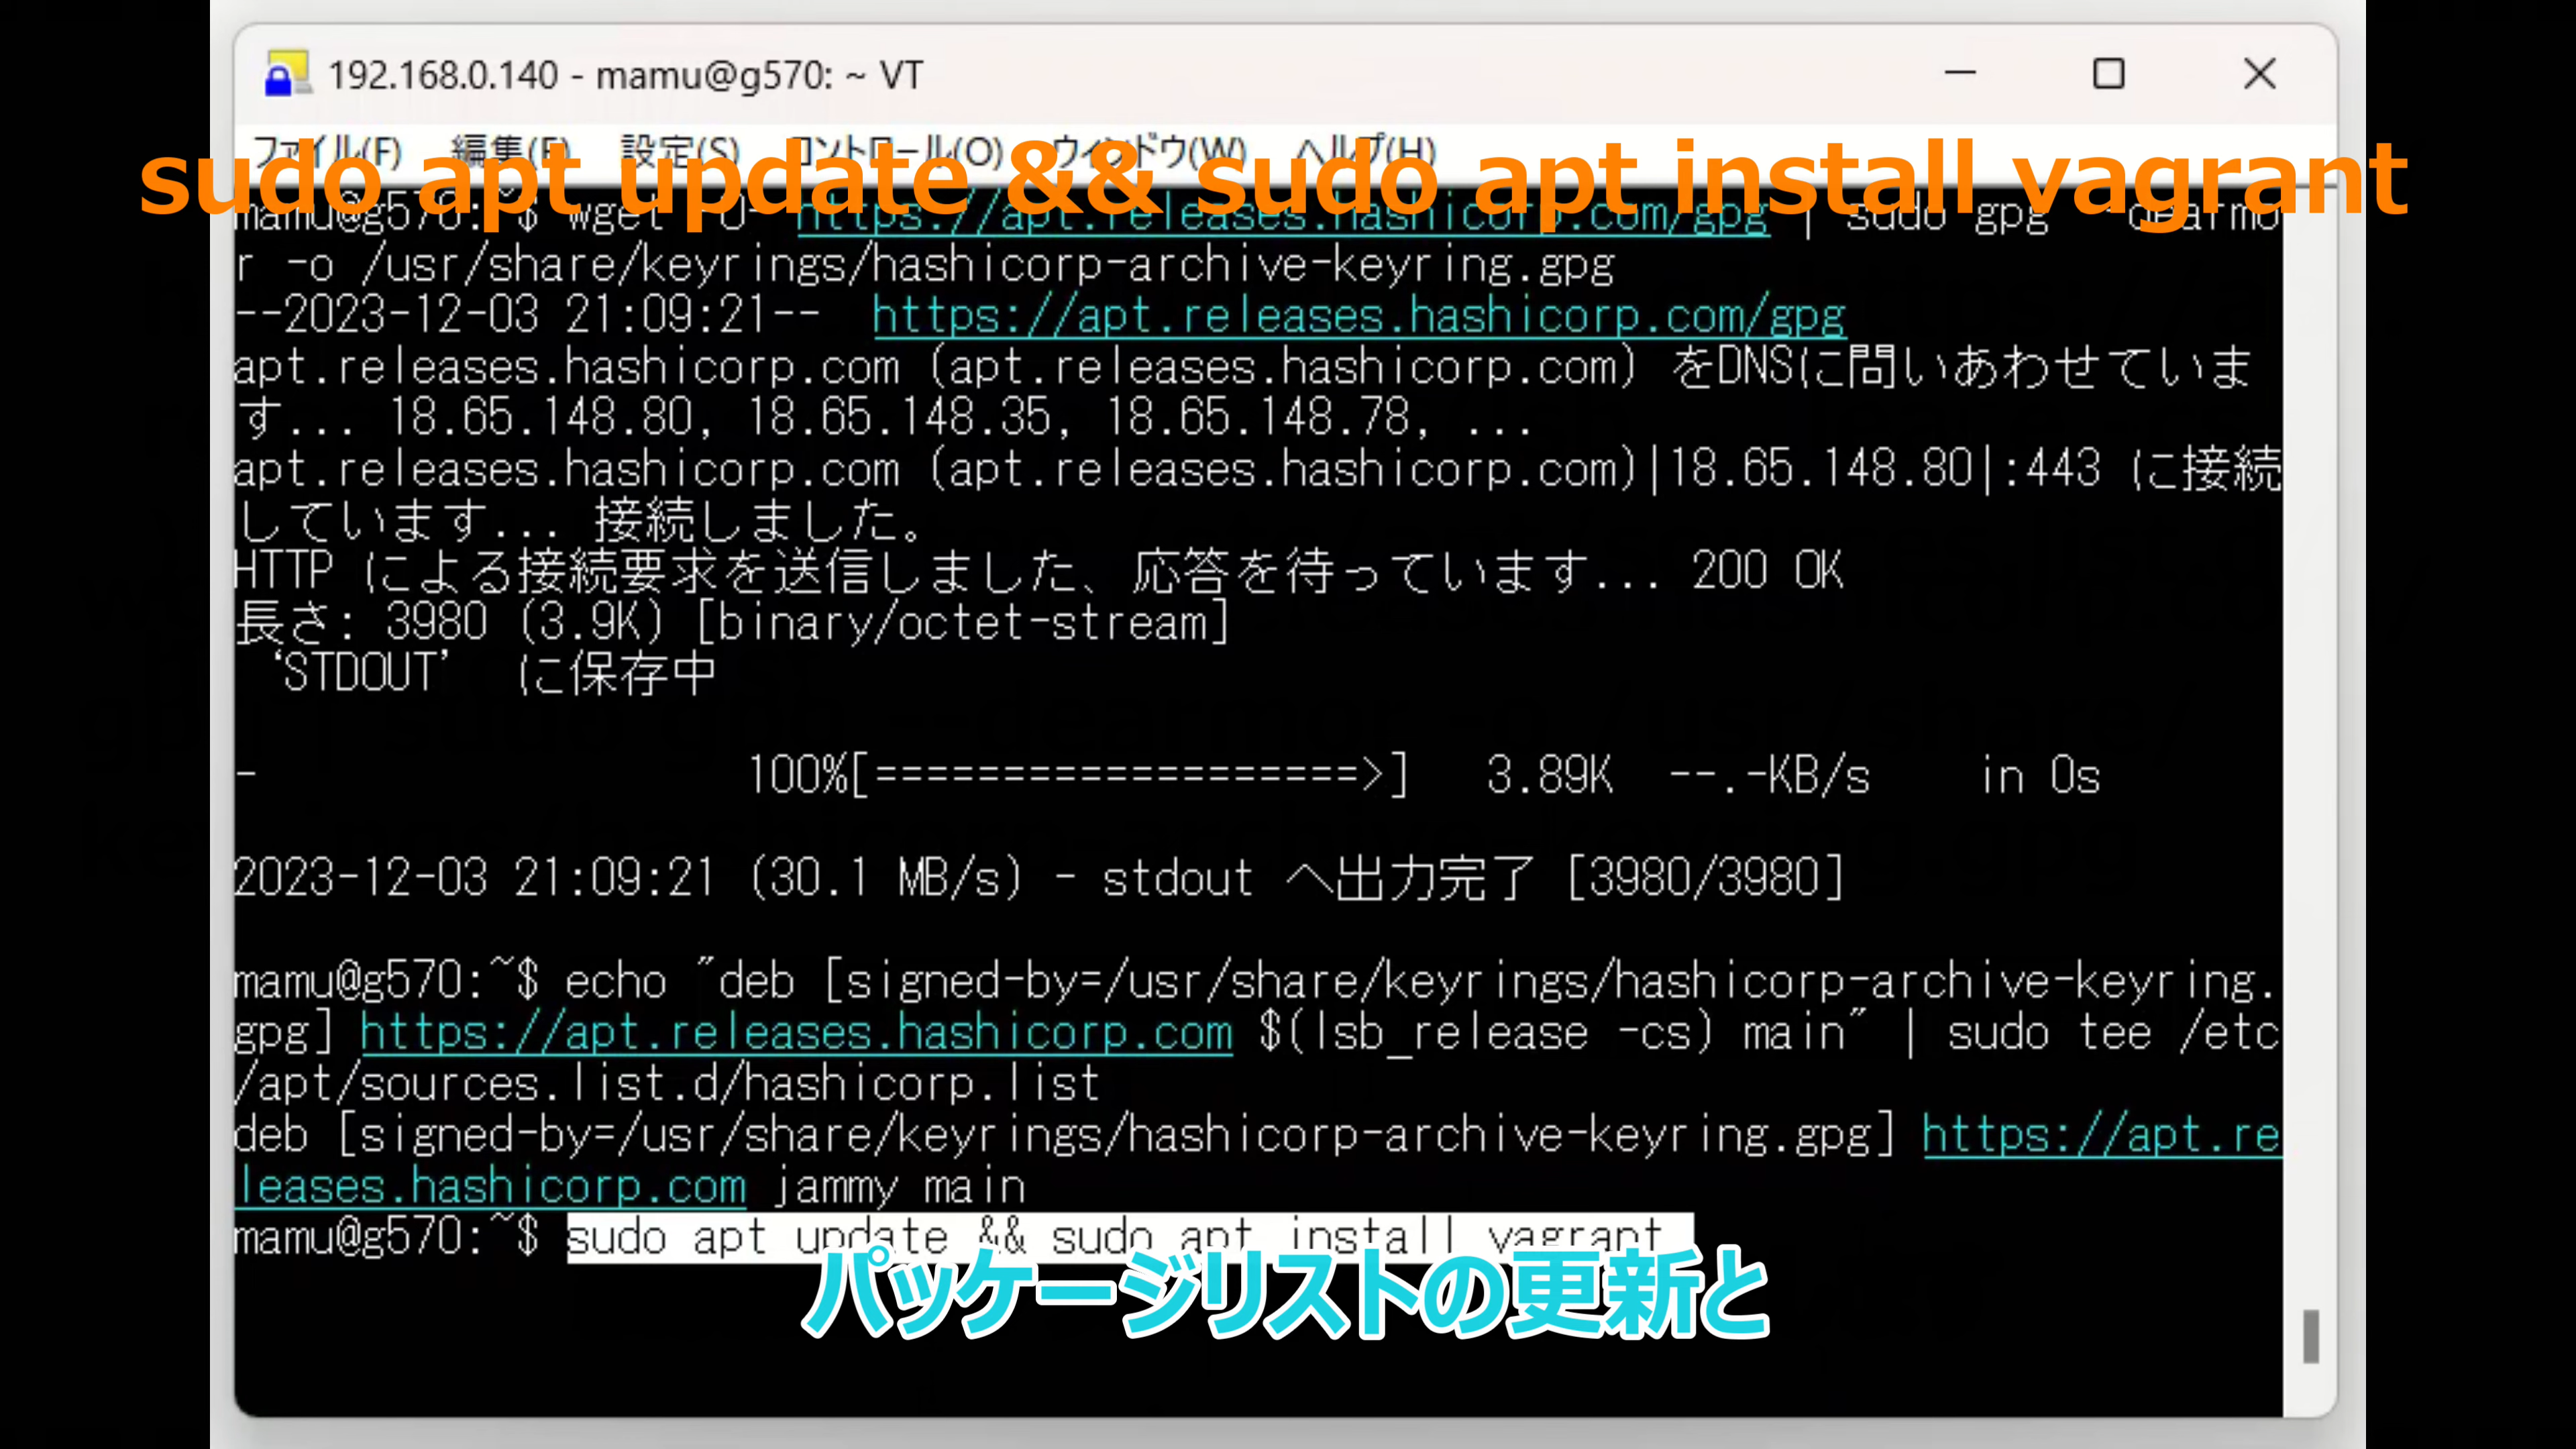 192.168.0.140 - mamu@g570: ~ VT
ファイル(F) 編集(E) 設定(S) コントロール(O) ウィンドウ(W) ヘルプ(H)
sudo apt update && sudo apt install vagrant
mamu@g570:~$ wget -O- https://apt.releases.hashicorp.com/gpg | sudo gpg --dearmo
r -o /usr/share/keyrings/hashicorp-archive-keyring.gpg
--2023-12-03 21:09:21-- https://apt.releases.hashicorp.com/gpg
apt.releases.hashicorp.com (apt.releases.hashicorp.com) をDNSに問いあわせていま
す... 18.65.148.80, 18.65.148.35, 18.65.148.78, ...
apt.releases.hashicorp.com (apt.releases.hashicorp.com)|18.65.148.80|:443 に接続
しています... 接続しました。
HTTP による接続要求を送信しました、応答を待っています... 200 OK
長さ: 3980 (3.9K) [binary/octet-stream]
‘STDOUT’ に保存中
- 100%[===================>] 3.89K --.-KB/s in 0s
2023-12-03 21:09:21 (30.1 MB/s) - stdout へ出力完了 [3980/3980]
mamu@g570:~$ echo "deb [signed-by=/usr/share/keyrings/hashicorp-archive-keyring.
gpg] https://apt.releases.hashicorp.com $(lsb_release -cs) main" | sudo tee /etc
/apt/sources.list.d/hashicorp.list
deb [signed-by=/usr/share/keyrings/hashicorp-archive-keyring.gpg] https://apt.re
leases.hashicorp.com jammy main
mamu@g570:~$ sudo apt update && sudo apt install vagrant
パッケージリストの更新と